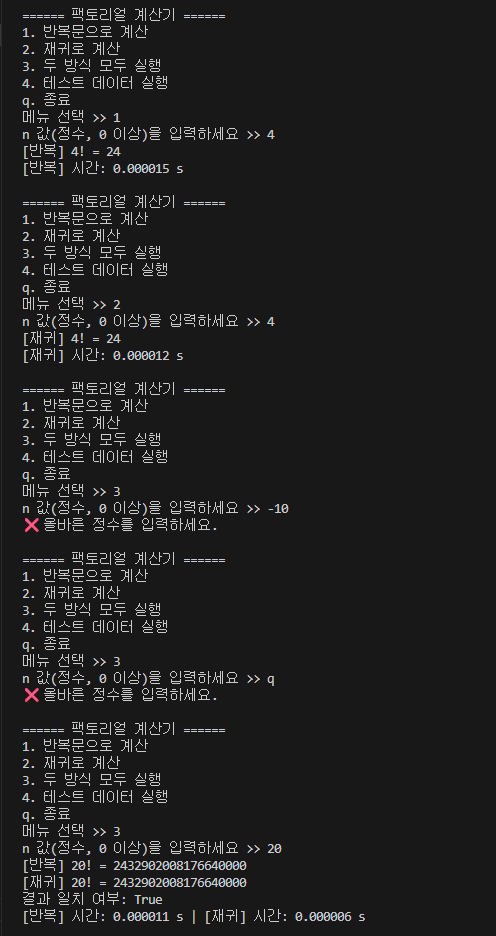 ====== 팩토리얼 계산기 ======
1. 반복문으로 계산
2. 재귀로 계산
3. 두 방식 모두 실행
4. 테스트 데이터 실행
q. 종료
메뉴 선택 >> 1
n 값(정수, 0 이상)을 입력하세요 >> 4
[반복] 4! = 24
[반복] 시간: 0.000015 s

====== 팩토리얼 계산기 ======
1. 반복문으로 계산
2. 재귀로 계산
3. 두 방식 모두 실행
4. 테스트 데이터 실행
q. 종료
메뉴 선택 >> 2
n 값(정수, 0 이상)을 입력하세요 >> 4
[재귀] 4! = 24
[재귀] 시간: 0.000012 s

====== 팩토리얼 계산기 ======
1. 반복문으로 계산
2. 재귀로 계산
3. 두 방식 모두 실행
4. 테스트 데이터 실행
q. 종료
메뉴 선택 >> 3
n 값(정수, 0 이상)을 입력하세요 >> -10
❌ 올바른 정수를 입력하세요.

====== 팩토리얼 계산기 ======
1. 반복문으로 계산
2. 재귀로 계산
3. 두 방식 모두 실행
4. 테스트 데이터 실행
q. 종료
메뉴 선택 >> 3
n 값(정수, 0 이상)을 입력하세요 >> q
❌ 올바른 정수를 입력하세요.

====== 팩토리얼 계산기 ======
1. 반복문으로 계산
2. 재귀로 계산
3. 두 방식 모두 실행
4. 테스트 데이터 실행
q. 종료
메뉴 선택 >> 3
n 값(정수, 0 이상)을 입력하세요 >> 20
[반복] 20! = 2432902008176640000
[재귀] 20! = 2432902008176640000
결과 일치 여부: True
[반복] 시간: 0.000011 s | [재귀] 시간: 0.000006 s